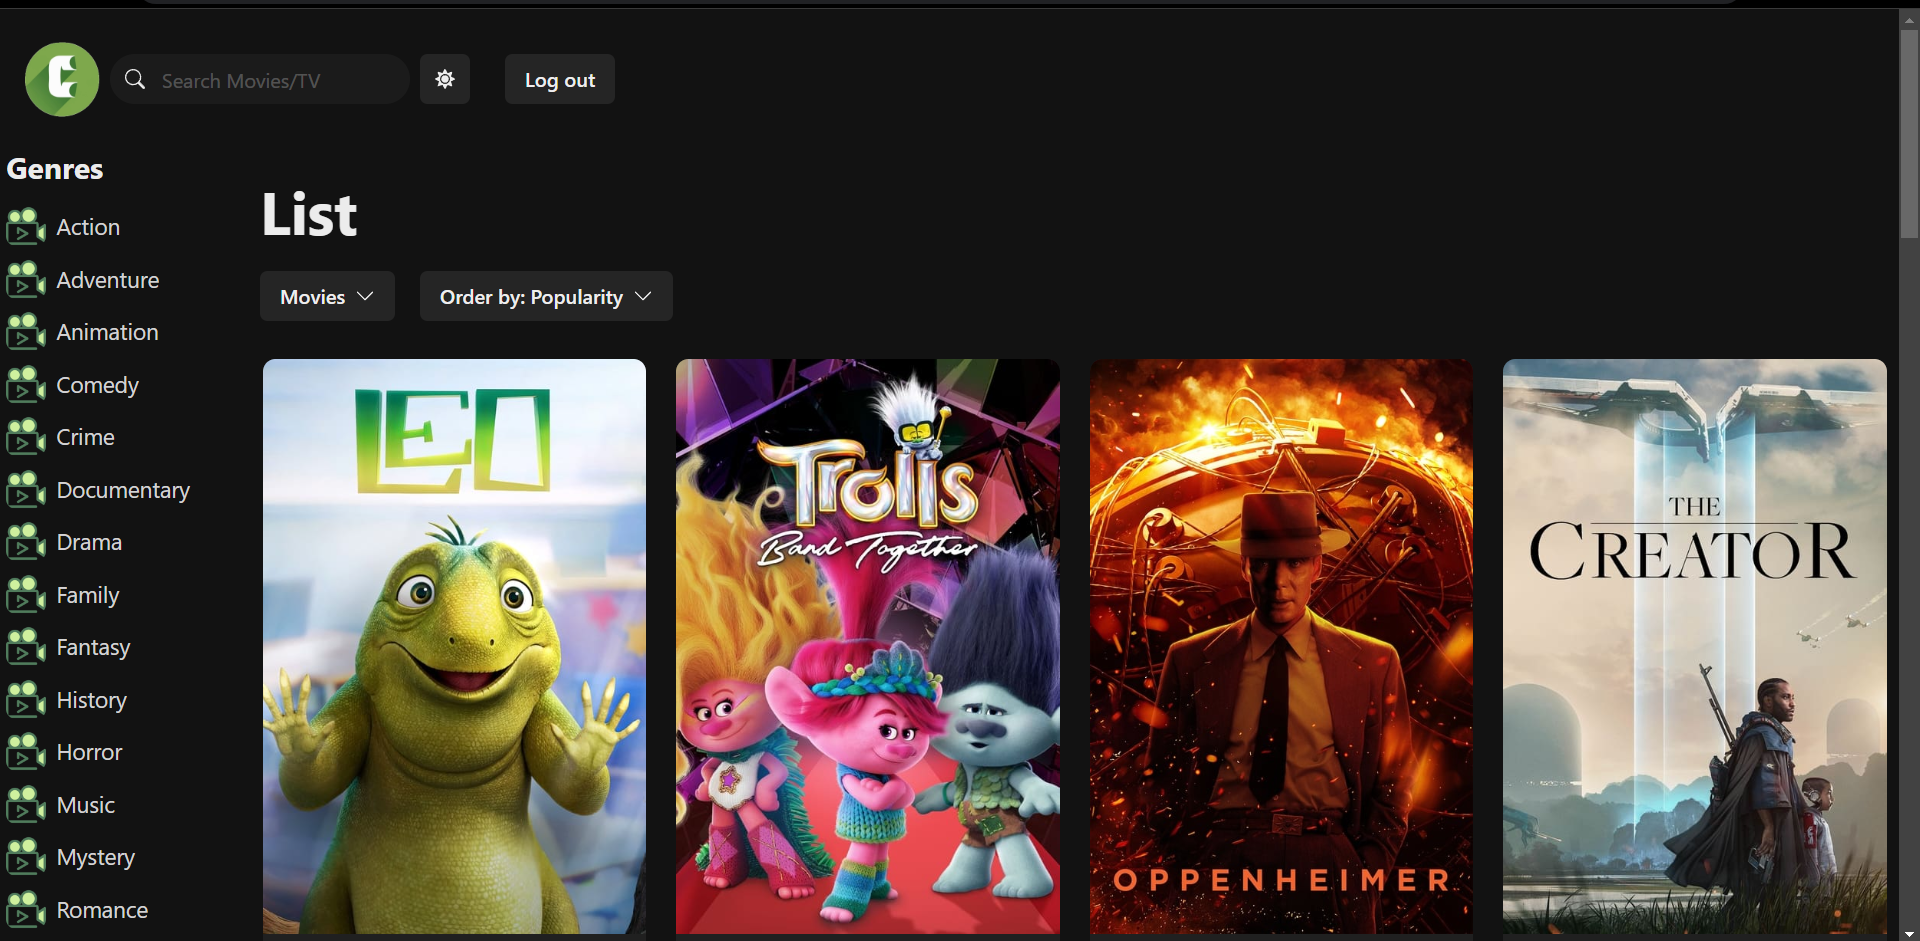 Search Movies/TV
Log out
Genres
Action
Adventure
Animation
Comedy
Crime
Documentary
Drama
Family
Fantasy
History
Horror
Music
Mystery
Romance
List
Movies
Order by: Popularity
LEO
Trolls
Band Together
OPPENHEIMER
THE
CREATOR